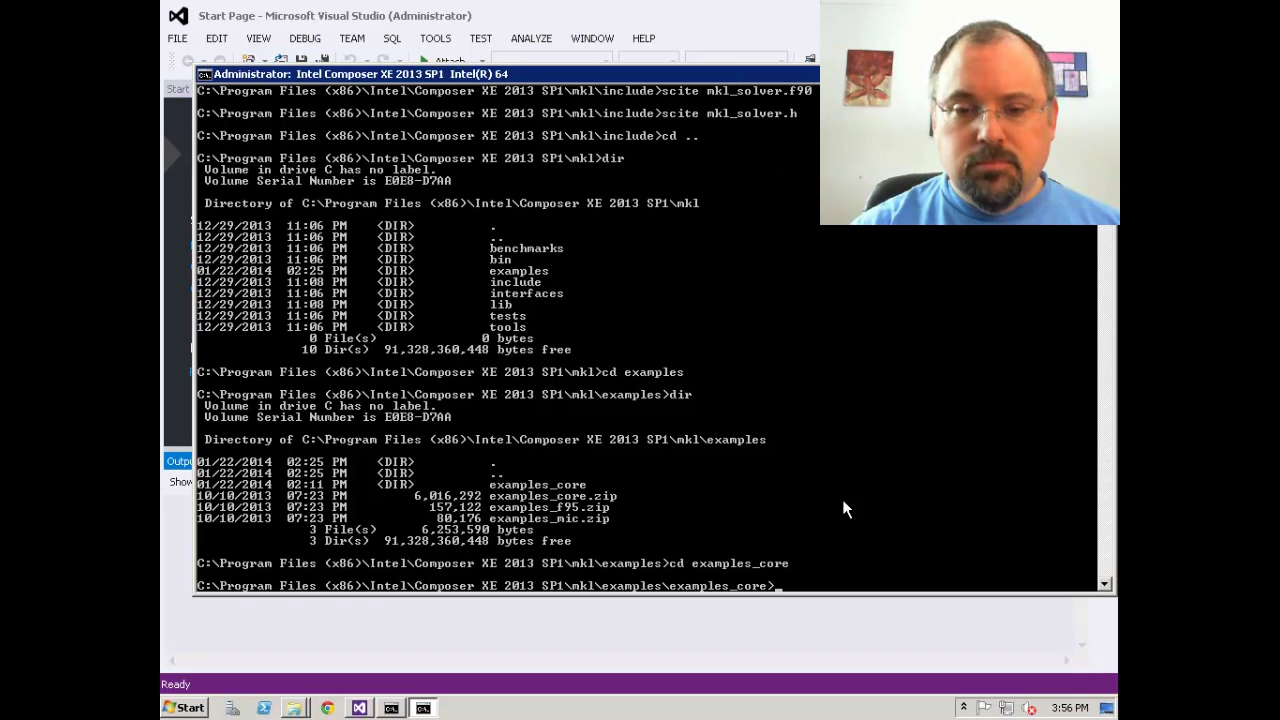 Start Page - Microsoft Visual Studio (Administrator)
FILE EDIT VIEW DEBUG TEAM SQL TOOLS TEST ANALYZE WINDOW HELP
Attach...
Start
Administrator: Intel Composer XE 2013 SP1 Intel(R) 64
C:\Program Files (x86)\Intel\Composer XE 2013 SP1\mkl\include>scite mkl_solver.f90
C:\Program Files (x86)\Intel\Composer XE 2013 SP1\mkl\include>scite mkl_solver.h
C:\Program Files (x86)\Intel\Composer XE 2013 SP1\mkl\include>cd ..
C:\Program Files (x86)\Intel\Composer XE 2013 SP1\mkl>dir
Volume in drive C has no label.
Volume Serial Number is E0E8-D7AA
Directory of C:\Program Files (x86)\Intel\Composer XE 2013 SP1\mkl
12/29/2013 11:06 PM <DIR> .
12/29/2013 11:06 PM <DIR> ..
12/29/2013 11:06 PM <DIR> benchmarks
12/29/2013 11:06 PM <DIR> bin
01/22/2014 02:25 PM <DIR> examples
12/29/2013 11:08 PM <DIR> include
12/29/2013 11:06 PM <DIR> interfaces
12/29/2013 11:08 PM <DIR> lib
12/29/2013 11:06 PM <DIR> tests
12/29/2013 11:06 PM <DIR> tools
0 File(s) 0 bytes
10 Dir(s) 91,328,360,448 bytes free
C:\Program Files (x86)\Intel\Composer XE 2013 SP1\mkl>cd examples
C:\Program Files (x86)\Intel\Composer XE 2013 SP1\mkl\examples>dir
Volume in drive C has no label.
Volume Serial Number is E0E8-D7AA
Directory of C:\Program Files (x86)\Intel\Composer XE 2013 SP1\mkl\examples
01/22/2014 02:25 PM <DIR> .
01/22/2014 02:25 PM <DIR> ..
01/22/2014 02:11 PM <DIR> examples_core
10/10/2013 07:23 PM 6,016,292 examples_core.zip
10/10/2013 07:23 PM 157,122 examples_f95.zip
10/10/2013 07:23 PM 80,176 examples_mic.zip
3 File(s) 6,253,590 bytes
3 Dir(s) 91,328,360,448 bytes free
C:\Program Files (x86)\Intel\Composer XE 2013 SP1\mkl\examples>cd examples_core
C:\Program Files (x86)\Intel\Composer XE 2013 SP1\mkl\examples\examples_core>_
Outpu
Show
Ready
Start
3:56 PM